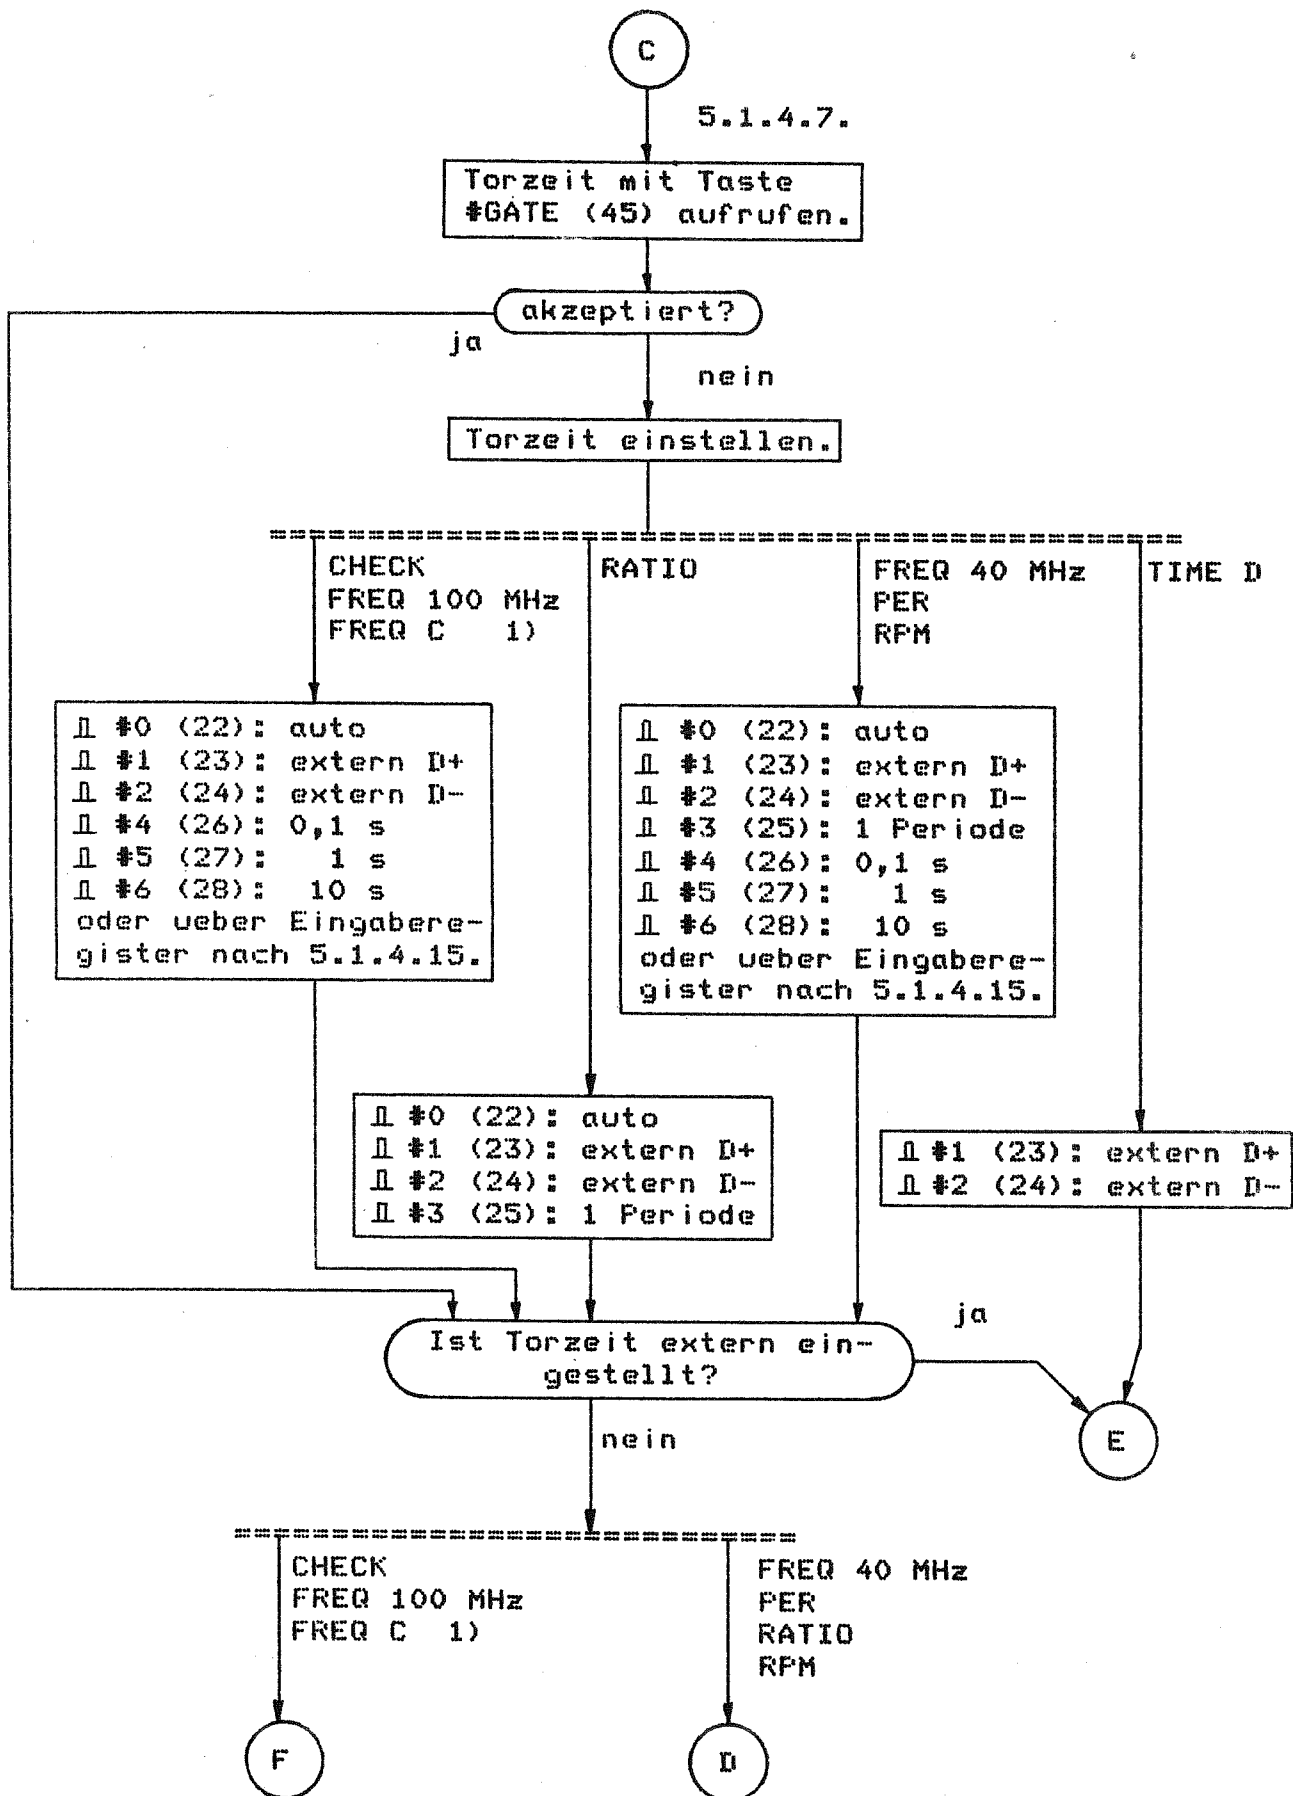 C
5.1.4.7.
Torzeit mit Taste
#GATE (45) aufrufen.
akzeptiert?
ja
nein
Torzeit einstellen.
CHECK
FREQ 100 MHz
FREQ C 1)
RATIO
FREQ 40 MHz
PER
RPM
TIME D
#0 (22): auto
#1 (23): extern D+
#2 (24): extern D-
#4 (26): 0,1 s
#5 (27): 1 s
#6 (28): 10 s
oder ueber Eingabere-
gister nach 5.1.4.15.
#0 (22): auto
#1 (23): extern D+
#2 (24): extern D-
#3 (25): 1 Periode
#4 (26): 0,1 s
#5 (27): 1 s
#6 (28): 10 s
oder ueber Eingabere-
gister nach 5.1.4.15.
#0 (22): auto
#1 (23): extern D+
#2 (24): extern D-
#3 (25): 1 Periode
#1 (23): extern D+
#2 (24): extern D-
Ist Torzeit extern ein-
gestellt?
ja
E
nein
CHECK
FREQ 100 MHz
FREQ C 1)
FREQ 40 MHz
PER
RATIO
RPM
F
D